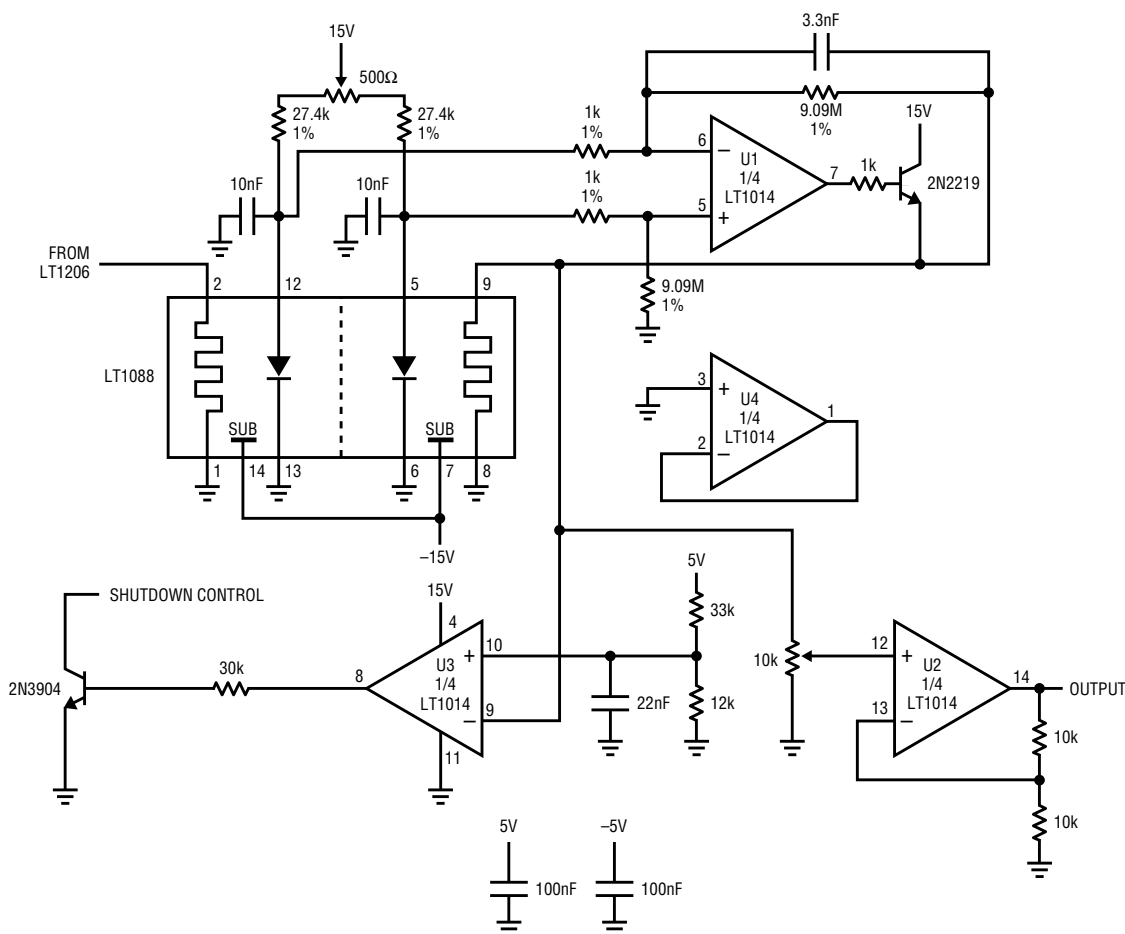 3.3nF
15V
500Ω
27.4k
1%
27.4k
1%
9.09M
1%
15V
1k
1%
6
−
U1
1/4
LT1014
7
1k
2N2219
10nF
10nF
1k
1%
5
+
FROM
LT1206
2
12
5
9
9.09M
1%
LT1088
SUB
SUB
1
14
13
6
7
8
−15V
3
+
U4
1/4
LT1014
1
2
−
SHUTDOWN CONTROL
15V
4
5V
33k
10
+
U3
1/4
LT1014
8
9
−
11
30k
2N3904
22nF
12k
10k
12
+
U2
1/4
LT1014
14
OUTPUT
13
−
10k
10k
5V
100nF
−5V
100nF